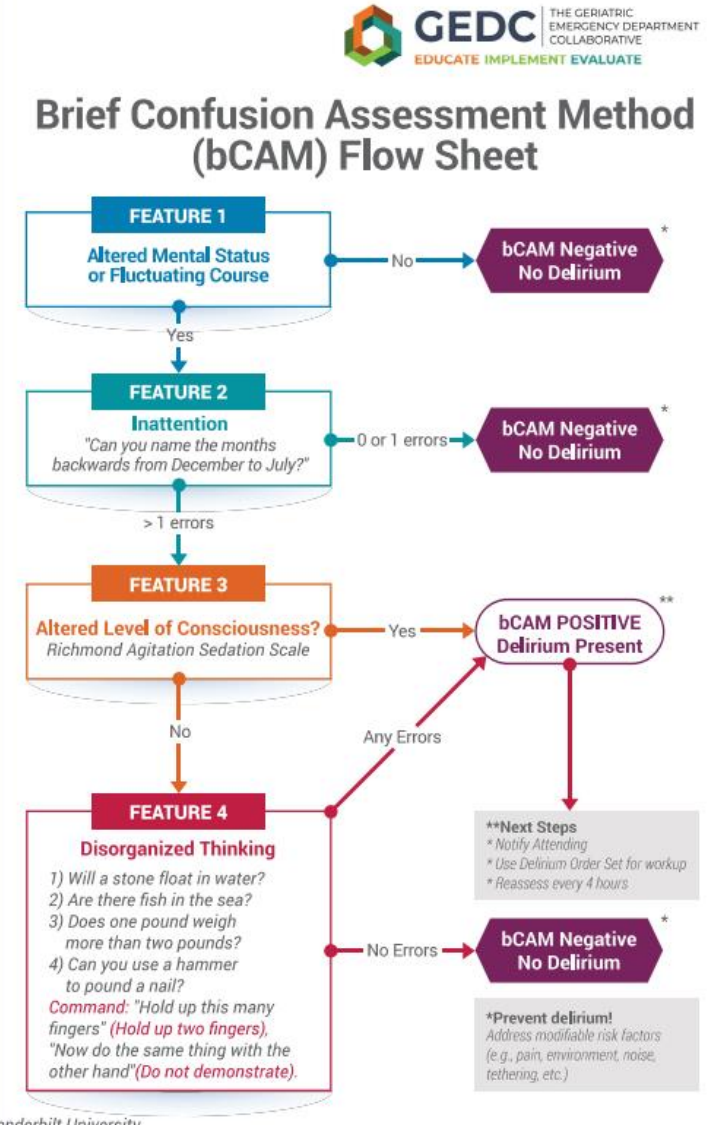 GEDC
THE GERIATRIC
EMERGENCY DEPARTMENT
COLLABORATIVE
EDUCATE IMPLEMENT EVALUATE
Brief Confusion Assessment Method
(bCAM) Flow Sheet
FEATURE 1
Altered Mental Status
or Fluctuating Course
No
*
bCAM Negative
No Delirium
Yes
FEATURE 2
Inattention
"Can you name the months
backwards from December to July?"
0 or 1 errors
*
bCAM Negative
No Delirium
> 1 errors
FEATURE 3
Altered Level of Consciousness?
Richmond Agitation Sedation Scale
Yes
**
bCAM POSITIVE
Delirium Present
No
Any Errors
FEATURE 4
Disorganized Thinking
1) Will a stone float in water?
2) Are there fish in the sea?
3) Does one pound weigh
more than two pounds?
4) Can you use a hammer
to pound a nail?
Command: "Hold up this many
fingers" (Hold up two fingers),
"Now do the same thing with the
other hand"(Do not demonstrate).
**Next Steps
* Notify Attending
* Use Delirium Order Set for workup
* Reassess every 4 hours
No Errors
*
bCAM Negative
No Delirium
*Prevent delirium!
Address modifiable risk factors
(e.g., pain, environment, noise,
tethering, etc.)
University